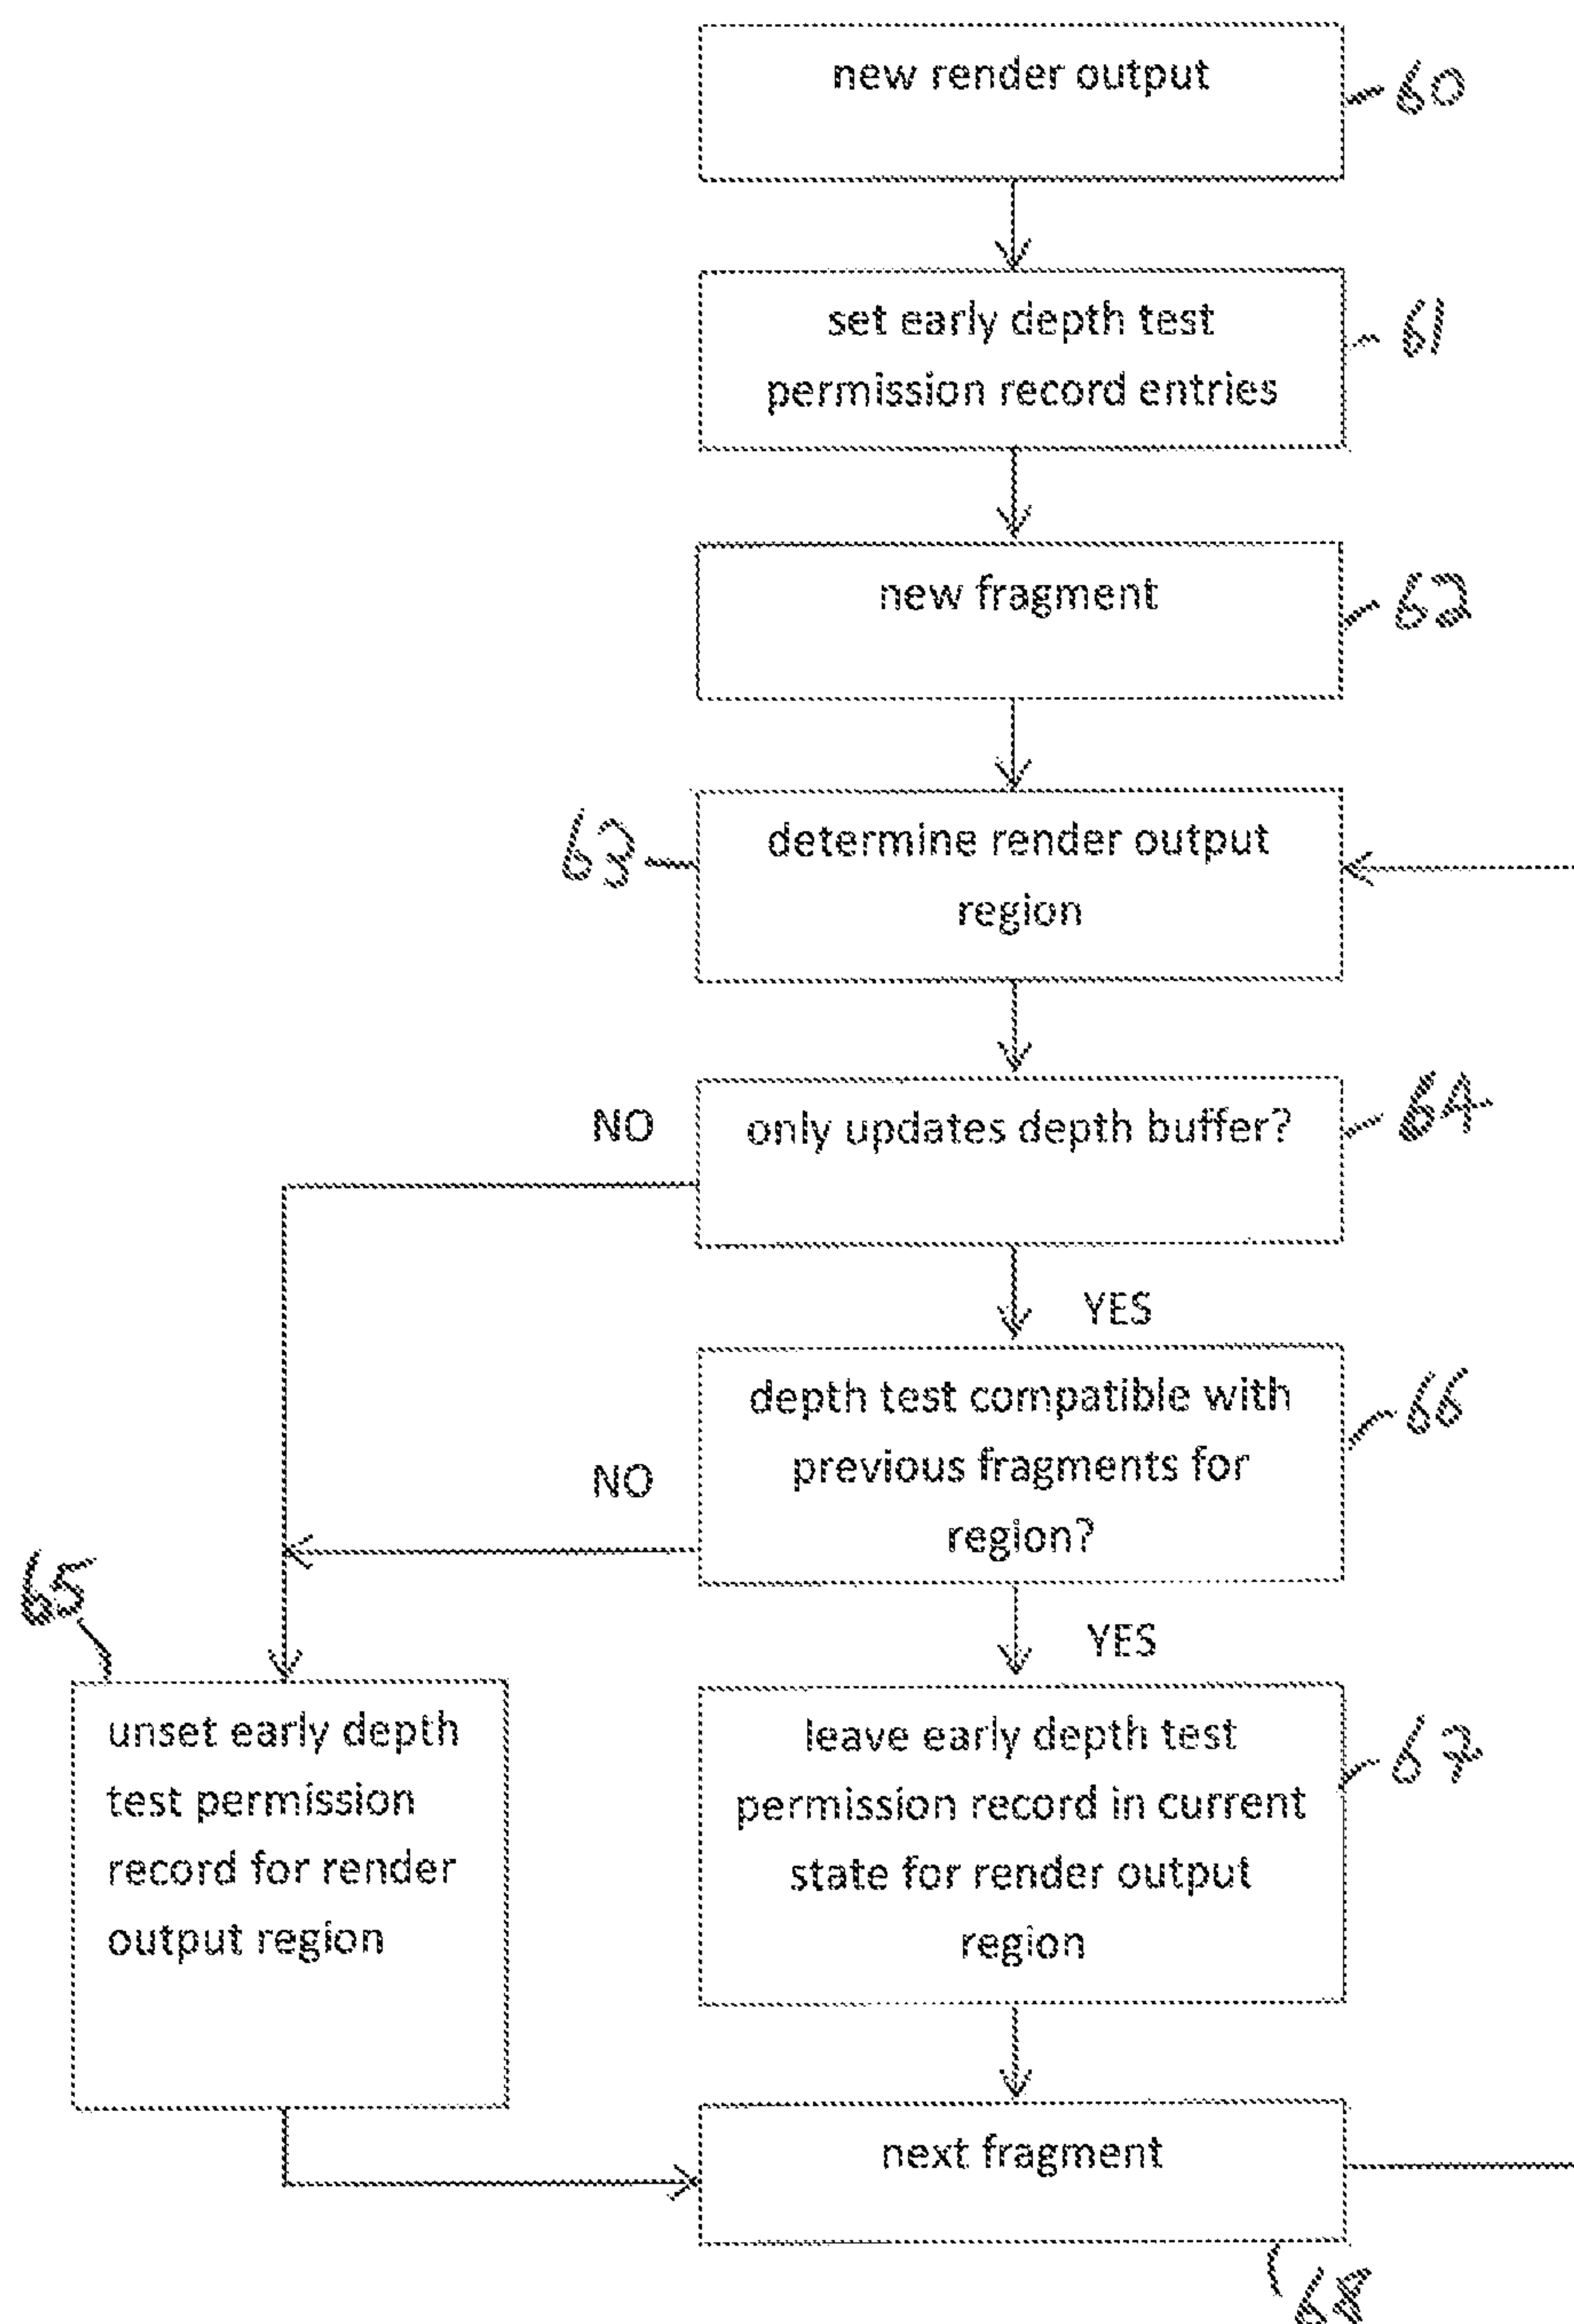 new render output
60
set early depth test
permission record entries
61
new fragment
62
63
determine render output
region
NO
only updates depth buffer?
64
YES
depth test compatible with
previous fragments for
region?
66
NO
YES
65
unset early depth
test permission
record for render
output region
leave early depth test
permission record in current
state for render output
region
67
next fragment
68